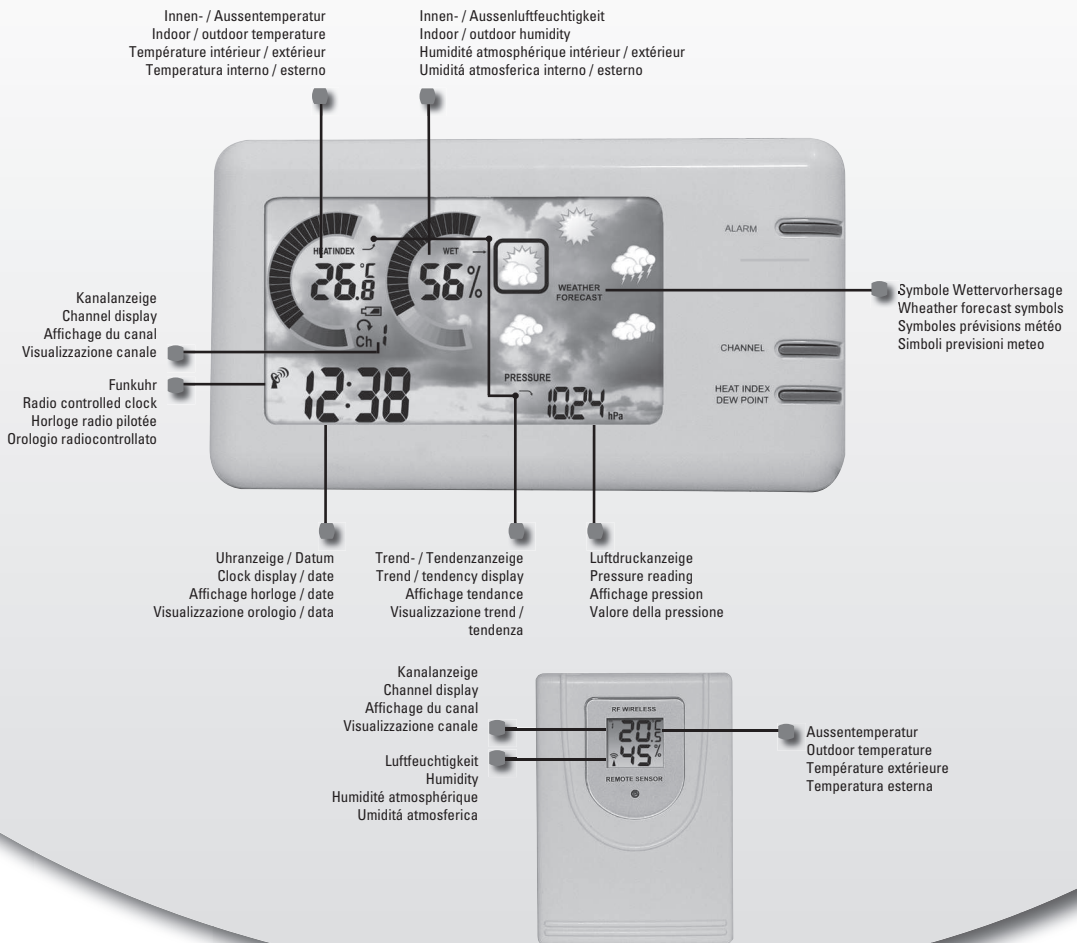 Innen- / Aussentemperatur
Indoor / outdoor temperature
Température intérieur / extérieur
Temperatura interno / esterno
Innen- / Aussenluftfeuchtigkeit
Indoor / outdoor humidity
Humidité atmosphérique intérieur / extérieur
Umiditá atmosferica interno / esterno
HEAT INDEX
26.8 °C
Ch 1
WET
56%
WEATHER
FORECAST
12:38
PRESSURE
1024 hPa
ALARM
CHANNEL
HEAT INDEX
DEW POINT
Kanalanzeige
Channel display
Affichage du canal
Visualizzazione canale
Funkuhr
Radio controlled clock
Horloge radio pilotée
Orologio radiocontrollato
Symbole Wettervorhersage
Wheather forecast symbols
Symboles prévisions météo
Simboli previsioni meteo
Uhranzeige / Datum
Clock display / date
Affichage horloge / date
Visualizzazione orologio / data
Trend- / Tendenzanzeige
Trend / tendency display
Affichage tendance
Visualizzazione trend /
tendenza
Luftdruckanzeige
Pressure reading
Affichage pression
Valore della pressione
Kanalanzeige
Channel display
Affichage du canal
Visualizzazione canale
Luftfeuchtigkeit
Humidity
Humidité atmosphérique
Umiditá atmosferica
RF WIRELESS
1 20.5 °C
45 %
REMOTE SENSOR
Aussentemperatur
Outdoor temperature
Température extérieure
Temperatura esterna